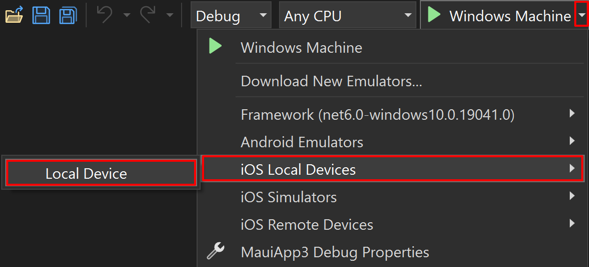 Debug Any CPU Windows Machine
Windows Machine
Download New Emulators...
Framework (net6.0-windows10.0.19041.0)
Android Emulators
Local Device iOS Local Devices
iOS Simulators
iOS Remote Devices
MauiApp3 Debug Properties